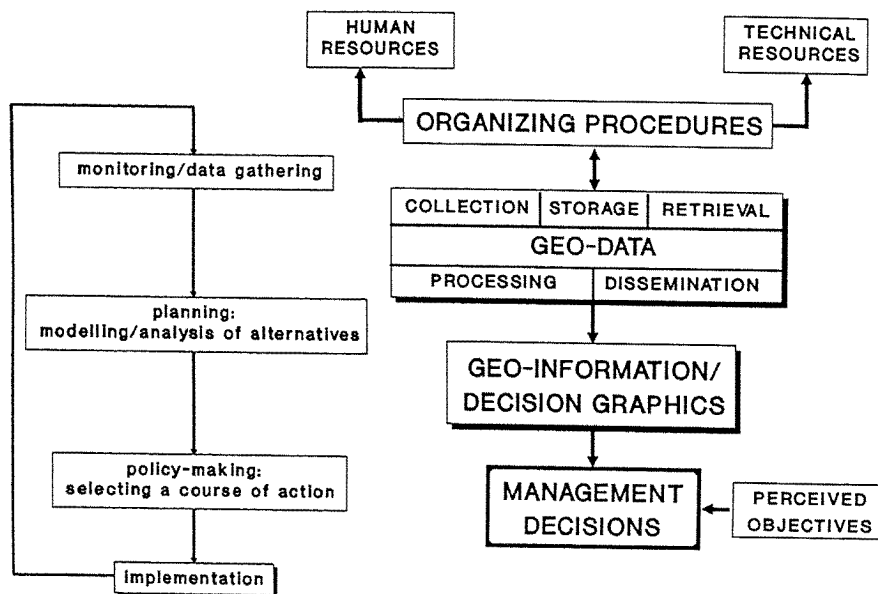 monitoring/data gathering
planning:
modelling/analysis of alternatives
policy-making:
selecting a course of action
implementation
HUMAN
RESOURCES
TECHNICAL
RESOURCES
ORGANIZING PROCEDURES
COLLECTION STORAGE RETRIEVAL
GEO-DATA
PROCESSING DISSEMINATION
GEO-INFORMATION/
DECISION GRAPHICS
MANAGEMENT
DECISIONS
PERCEIVED
OBJECTIVES